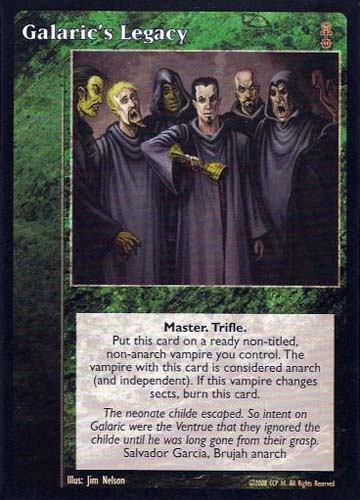 Galaric's Legacy
Master. Trifle.
Put this card on a ready non-titled,
non-anarch vampire you control. The
vampire with this card is considered anarch
(and independent). If this vampire changes
sects, burn this card.
The neonate childe escaped. So intent on
Galaric were the Ventrue that they ignored the
childe until he was long gone from their grasp.
Salvador Garcia, Brujah anarch
Illus: Jim Nelson
©2008 CCP hf. All Rights Reserved